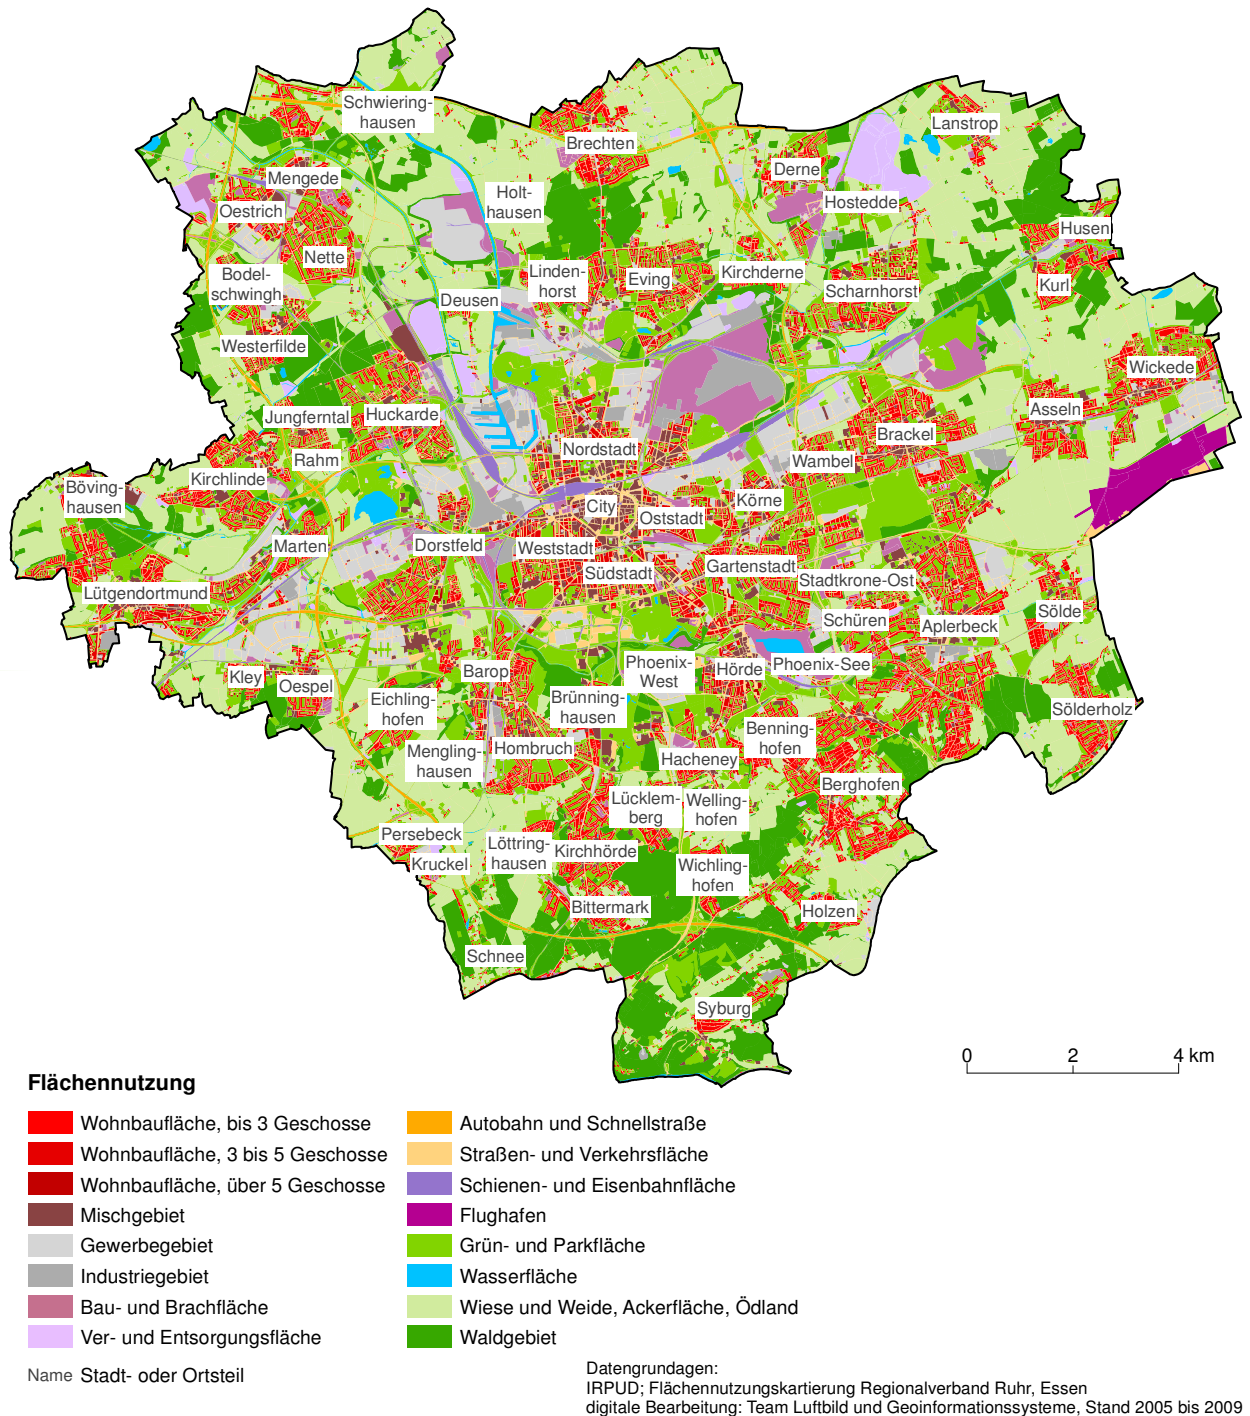 Schwiering-
hausen
Lanstrop
Brechten
Derne
Mengede
Holt-
hausen
Hostedde
Oestrich
Husen
Nette
Linden-
horst
Eving
Kirchderne
Bodel-
schwingh
Kurl
Scharnhorst
Deusen
Westerfilde
Wickede
Jungferntal
Huckarde
Asseln
Brackel
Nordstadt
Rahm
Wambel
Kirchlinde
Böving-
hausen
Körne
City
Oststadt
Marten
Dorstfeld
Weststadt
Gartenstadt
Südstadt
Stadtkrone-Ost
Lütgendortmund
Sölde
Schüren
Aplerbeck
Phoenix-
West
Hörde
Phoenix-See
Barop
Kley
Oespel
Eichling-
hofen
Brünning-
hausen
Sölderholz
Benning-
hofen
Mengling-
hausen
Hombruch
Hacheney
Berghofen
Lücklem-
berg
Welling-
hofen
Persebeck
Löttring-
hausen
Kirchhörde
Kruckel
Wichling-
hofen
Bittermark
Holzen
Schnee
Syburg
0 2 4 km
Flächennutzung
Wohnbaufläche, bis 3 Geschosse
Wohnbaufläche, 3 bis 5 Geschosse
Wohnbaufläche, über 5 Geschosse
Mischgebiet
Gewerbegebiet
Industriegebiet
Bau- und Brachfläche
Ver- und Entsorgungsfläche
Name Stadt- oder Ortsteil
Autobahn und Schnellstraße
Straßen- und Verkehrsfläche
Schienen- und Eisenbahnfläche
Flughafen
Grün- und Parkfläche
Wasserfläche
Wiese und Weide, Ackerfläche, Ödland
Waldgebiet
Datengrundagen:
IRPUD; Flächennutzungskartierung Regionalverband Ruhr, Essen
digitale Bearbeitung: Team Luftbild und Geoinformationssysteme, Stand 2005 bis 2009